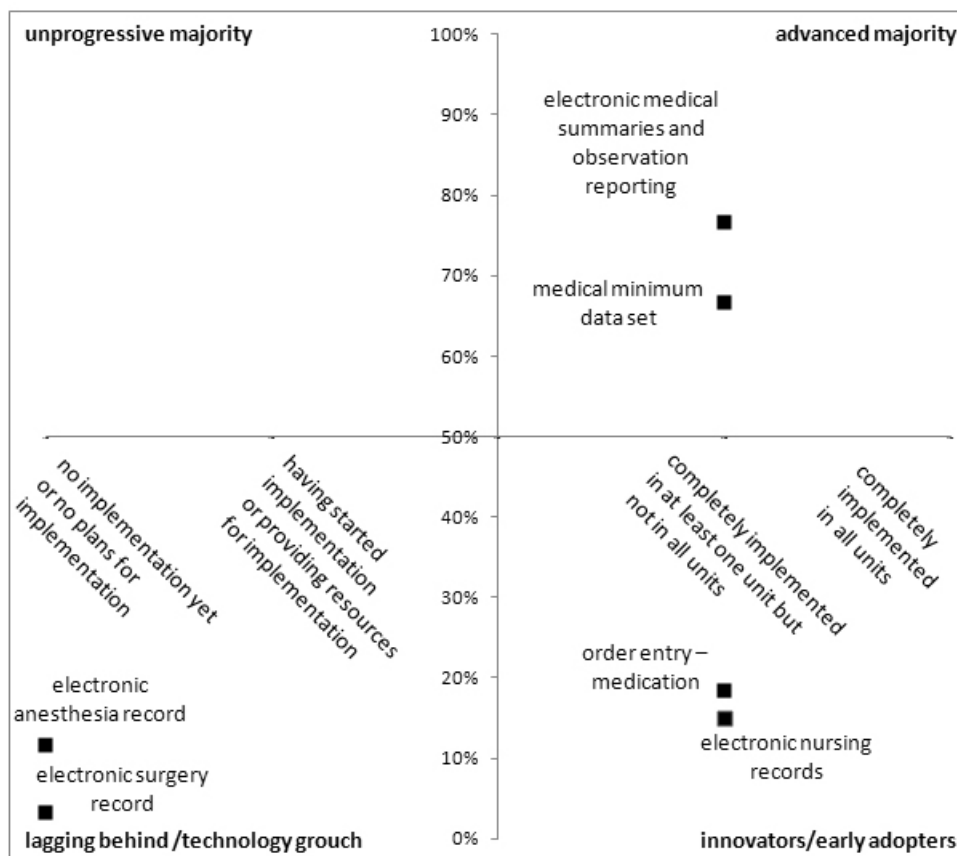 unprogressive majority
100%
advanced majority
electronic medical
summaries and
observation
reporting
90%
80%
70%
medical minimum
data set
60%
50%
no implementation yet
or no plans for
implementation
having started
implementation
or providing resources
for implementation
completely implemented
in at least one unit but
not in all units
completely
implemented
in all units
40%
30%
20%
order entry –
medication
electronic
anesthesia record
10%
electronic nursing
records
electronic surgery
record
0%
lagging behind /technology grouch
innovators/early adopters